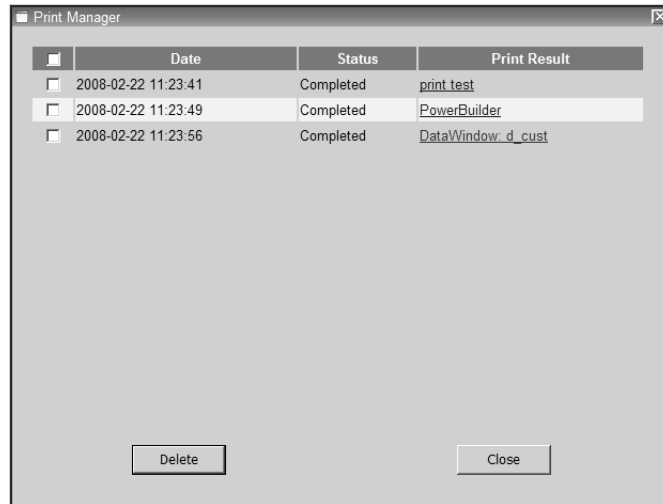 Print Manager
Date Status Print Result
2008-02-22 11:23:41 Completed print test
2008-02-22 11:23:49 Completed PowerBuilder
2008-02-22 11:23:56 Completed DataWindow: d_cust
Delete Close